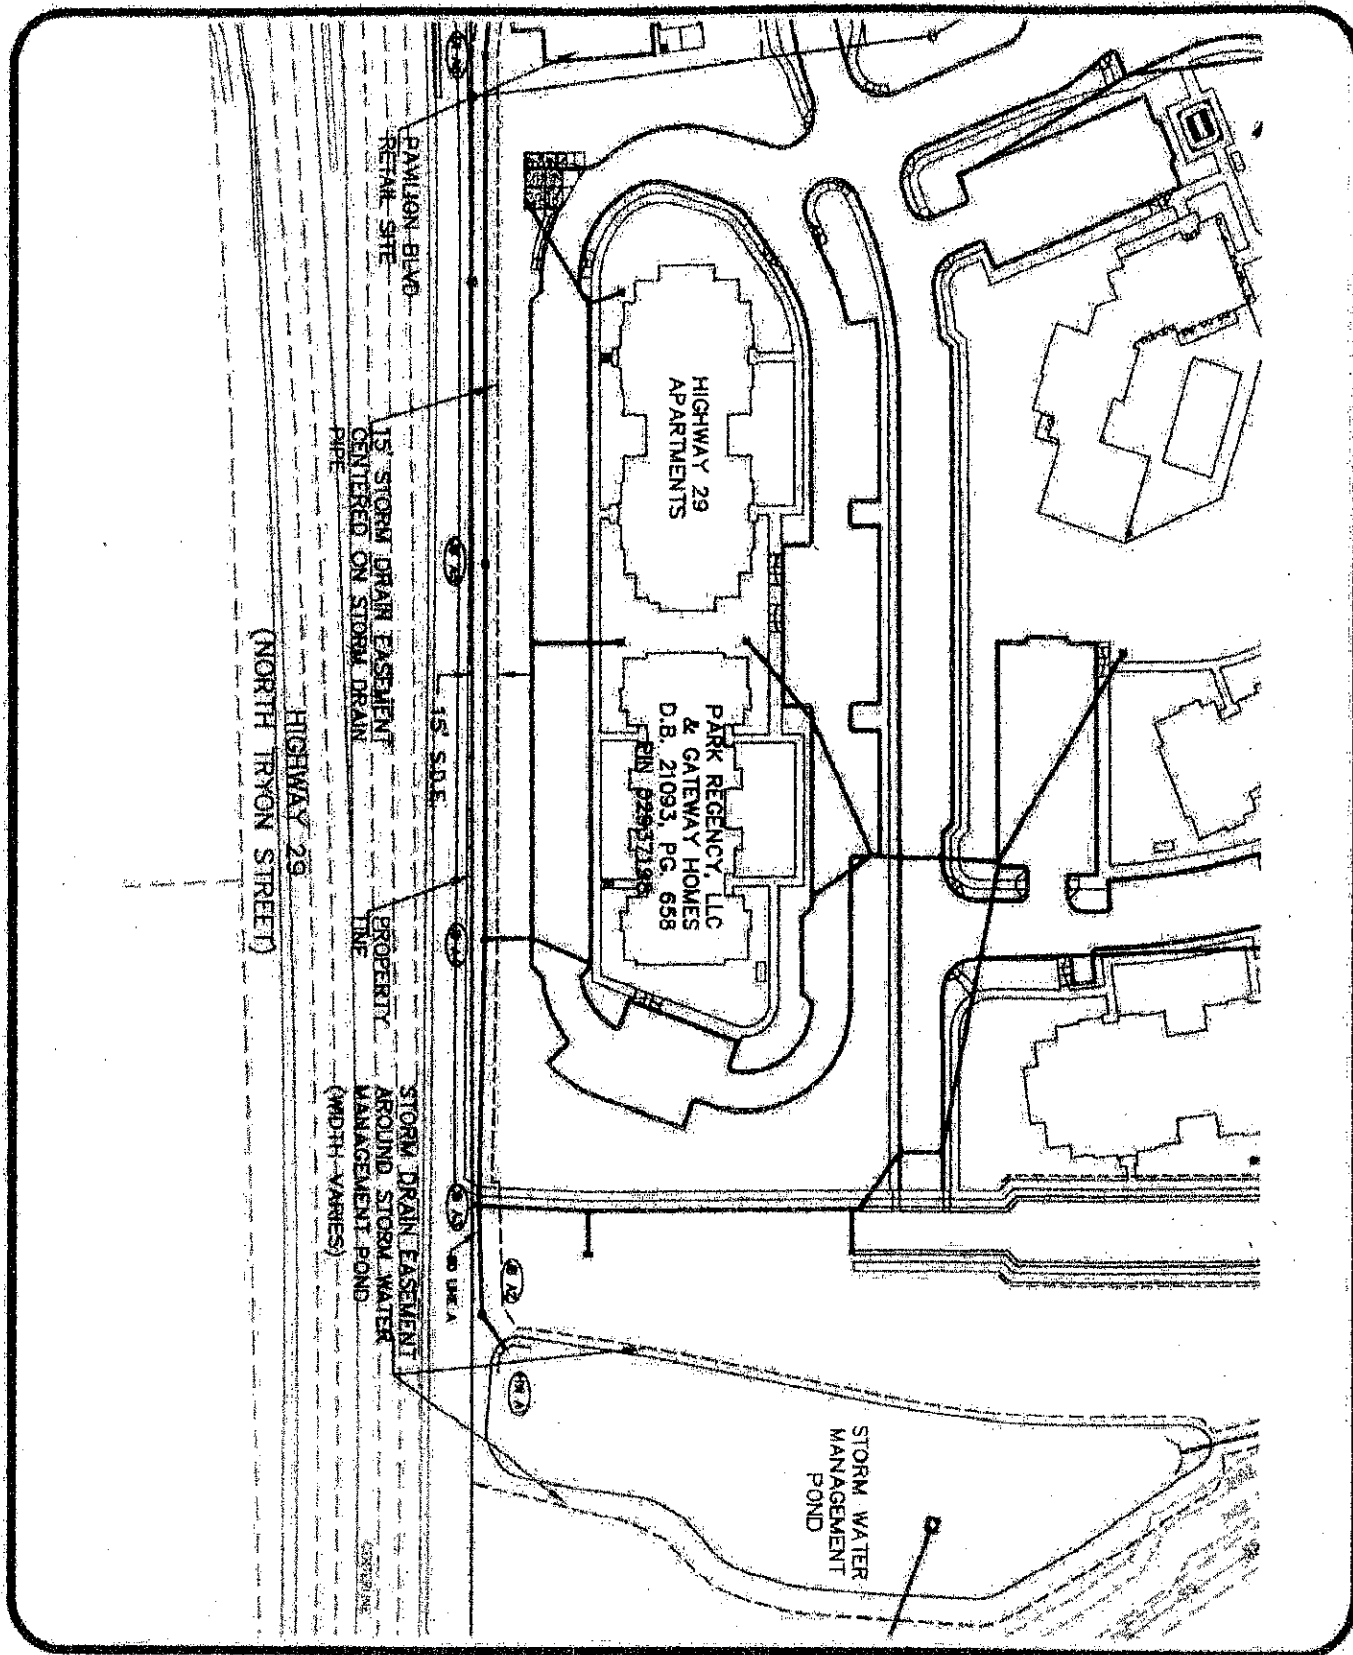 PAVILION BLVD
RETAIL SITE
15' STORM DRAIN EASEMENT
CENTERED ON STORM DRAIN
PIPE
HIGHWAY 29
APARTMENTS
PARK REGENCY, LLC
& GATEWAY HOMES
D.B. 21093, PG. 658
PIN
15' S.D.E.
HIGHWAY 29
(NORTH TRYON STREET)
PROPERTY
LINE
STORM DRAIN EASEMENT
AROUND STORM WATER
MANAGEMENT POND
(WIDTH VARIES)
LINE A
STORM WATER
MANAGEMENT
POND